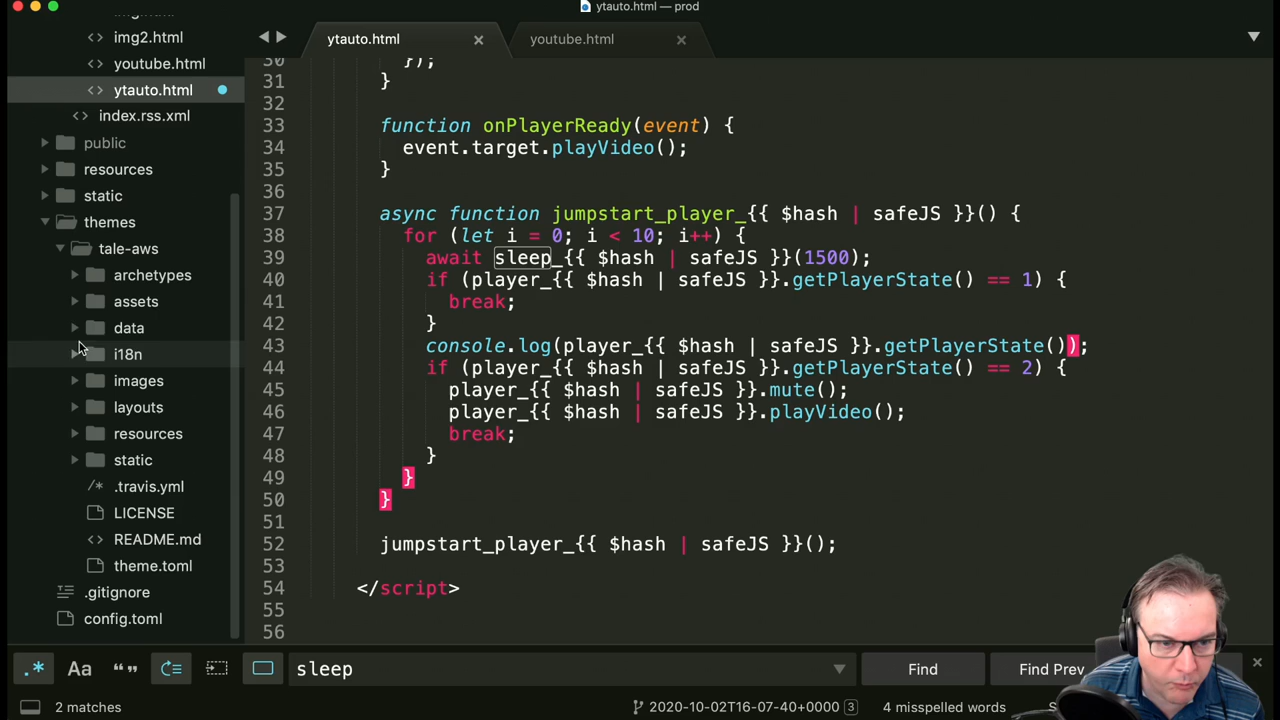 ytauto.html — prod
img2.html
youtube.html
ytauto.html
index.rss.xml
public
resources
static
themes
tale-aws
archetypes
assets
data
i18n
images
layouts
resources
static
.travis.yml
LICENSE
README.md
theme.toml
.gitignore
config.toml
ytauto.html
youtube.html
30 });
31 }
32
33 function onPlayerReady(event) {
34 event.target.playVideo();
35 }
36
37 async function jumpstart_player_{{ $hash | safeJS }}() {
38 for (let i = 0; i < 10; i++) {
39 await sleep_{{ $hash | safeJS }}(1500);
40 if (player_{{ $hash | safeJS }}.getPlayerState() == 1) {
41 break;
42 }
43 console.log(player_{{ $hash | safeJS }}.getPlayerState());
44 if (player_{{ $hash | safeJS }}.getPlayerState() == 2) {
45 player_{{ $hash | safeJS }}.mute();
46 player_{{ $hash | safeJS }}.playVideo();
47 break;
48 }
49 }
50 }
51
52 jumpstart_player_{{ $hash | safeJS }}();
53
54 </script>
55
56
.* Aa “” sleep Find Find Prev
2 matches 2020-10-02T16-07-40+0000 3 4 misspelled words